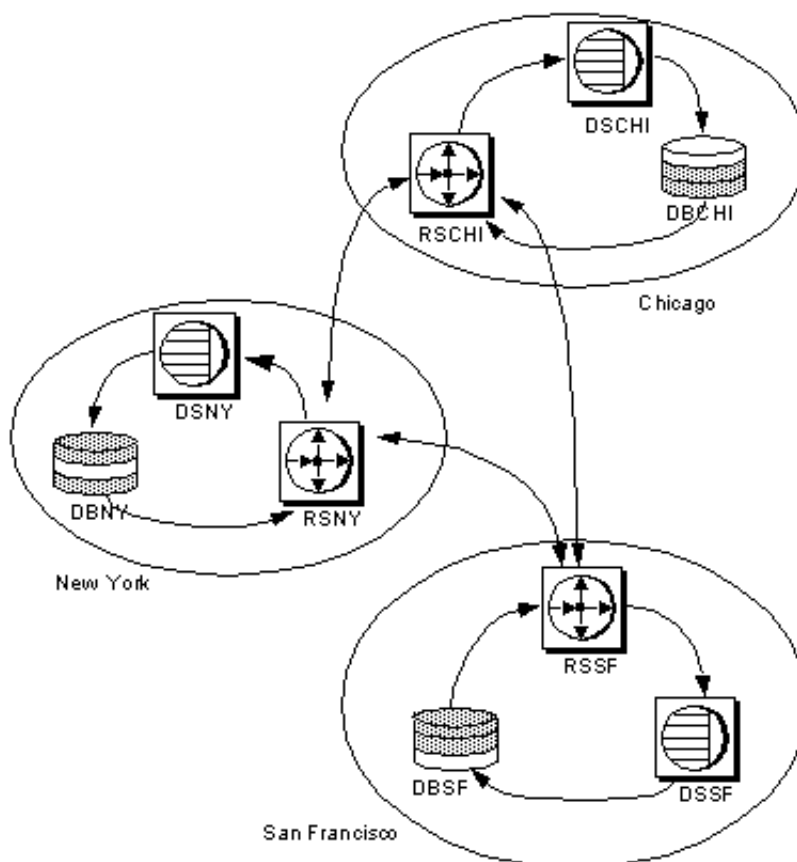 DSCHI
DBCHI
RSCHI
Chicago
DSNY
DBNY
RSNY
New York
RSSF
DBSF
DSSF
San Francisco